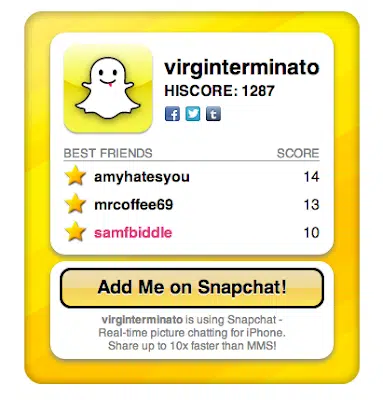 virginterminato
HISCORE: 1287
BEST FRIENDS SCORE
amyhatesyou 14
mrcoffee69 13
samfbiddle 10
Add Me on Snapchat!
virginterminato is using Snapchat -
Real-time picture chatting for iPhone.
Share up to 10x faster than MMS!